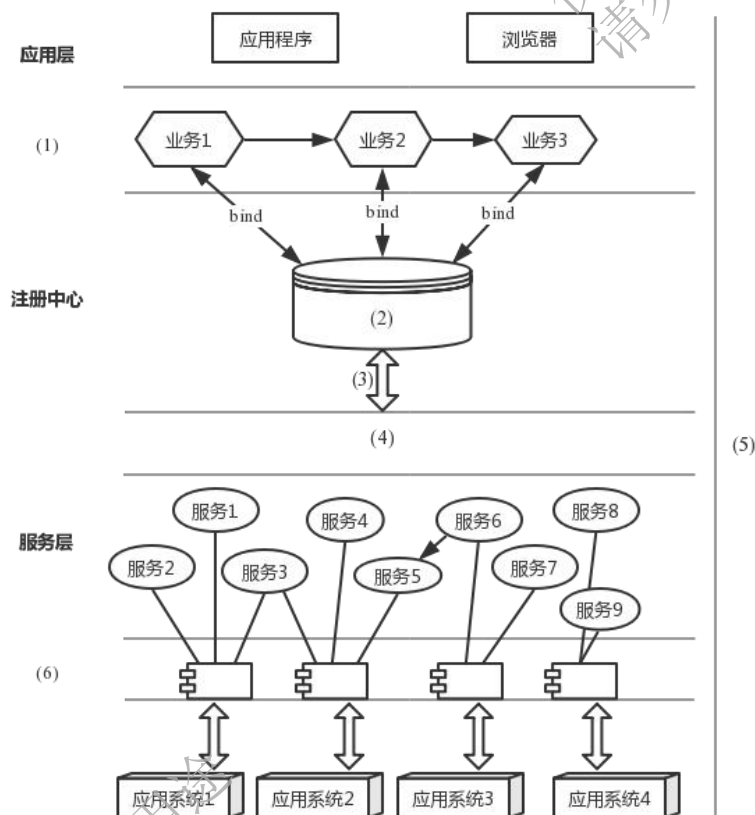 应用层
应用程序
浏览器
(1)
业务1
业务2
业务3
bind
bind
bind
注册中心
(2)
(3)
(4)
(5)
服务层
服务1
服务2
服务3
服务4
服务5
服务6
服务7
服务8
服务9
(6)
应用系统1
应用系统2
应用系统3
应用系统4